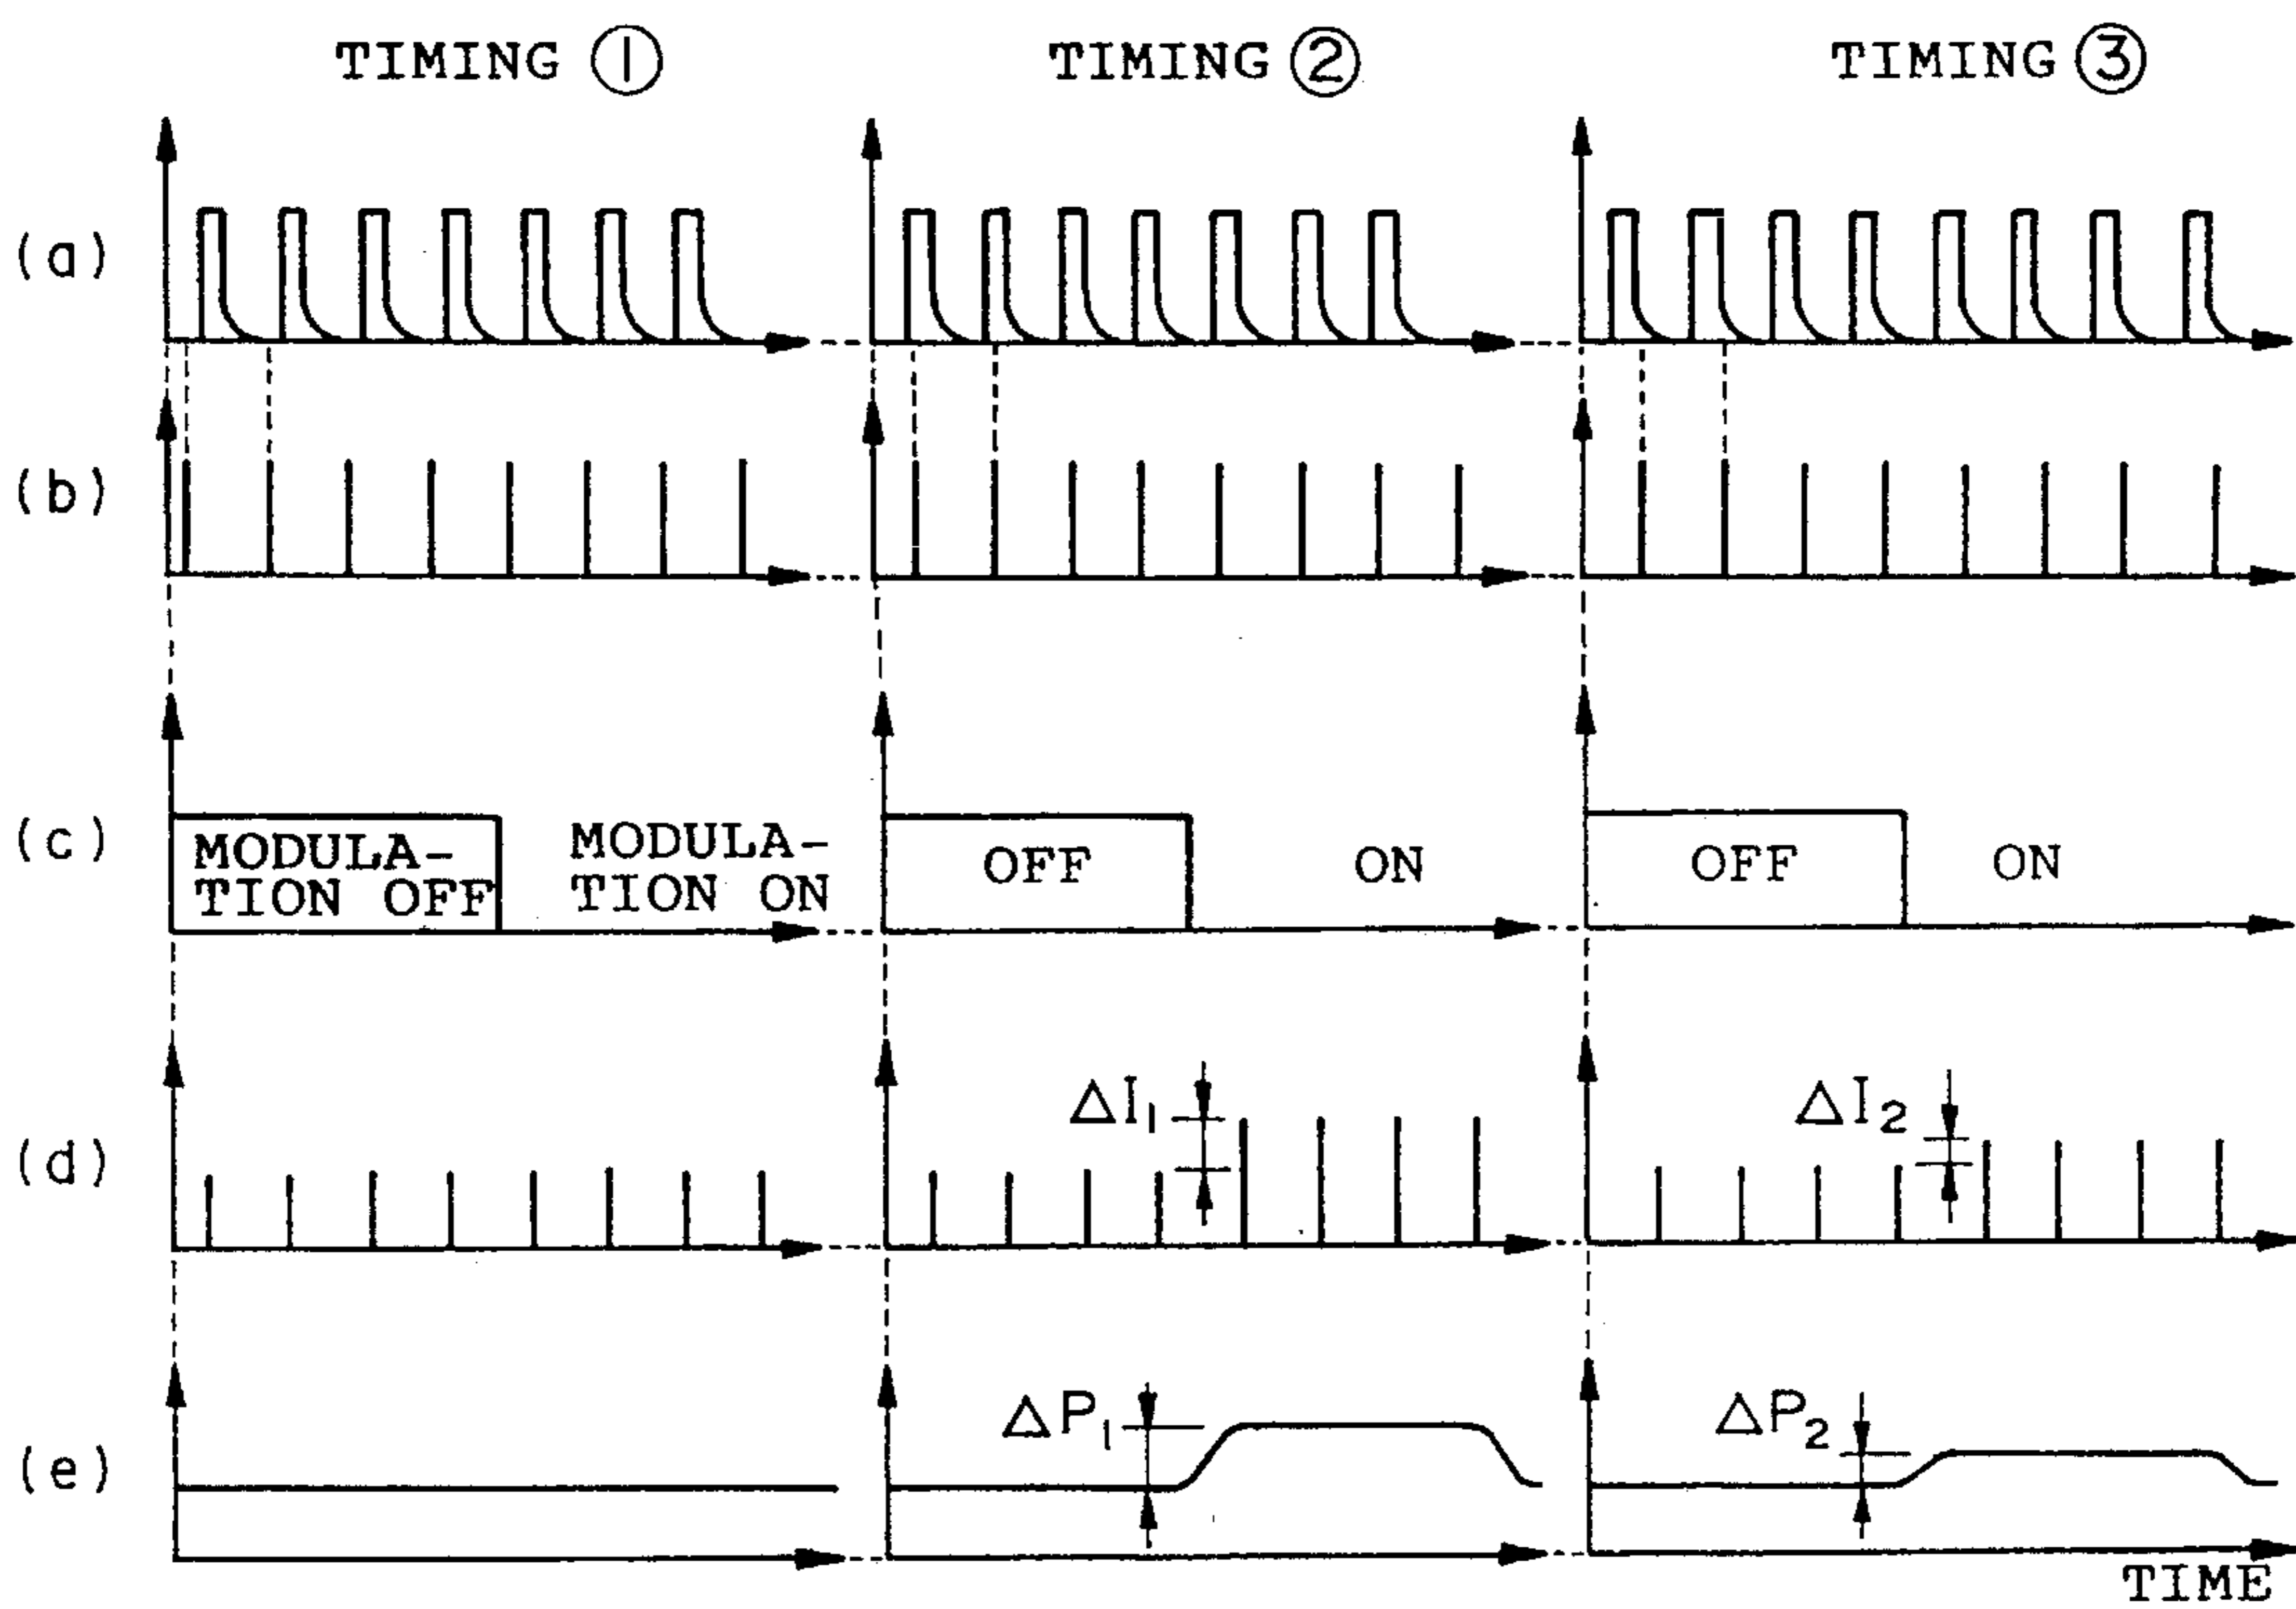 TIMING ① TIMING ② TIMING ③
(a)
(b)
(c)
MODULA-
TION OFF
MODULA-
TION ON
OFF ON
OFF ON
(d)
ΔI₁
ΔI₂
(e)
ΔP₁
ΔP₂
TIME